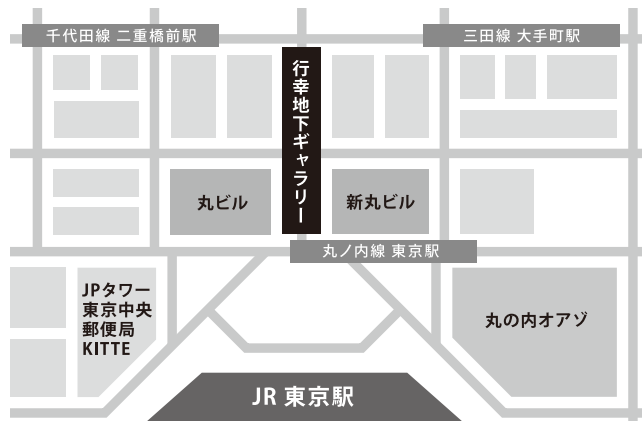 千代田線 二重橋前駅
三田線 大手町駅
行幸地下ギャラリー
丸ビル
新丸ビル
丸ノ内線 東京駅
JPタワー
東京中央
郵便局
KITTE
丸の内オアゾ
JR 東京駅